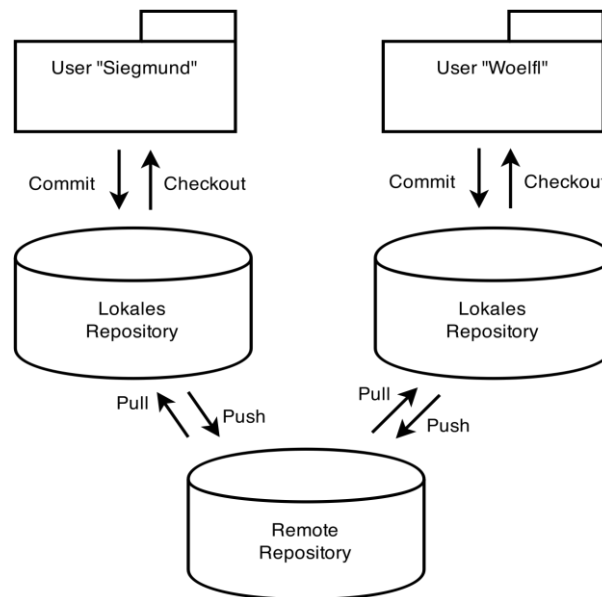 User "Siegmund"
User "Woelfl"
Commit
Checkout
Commit
Checkout
Lokales
Repository
Lokales
Repository
Pull
Push
Pull
Push
Remote
Repository